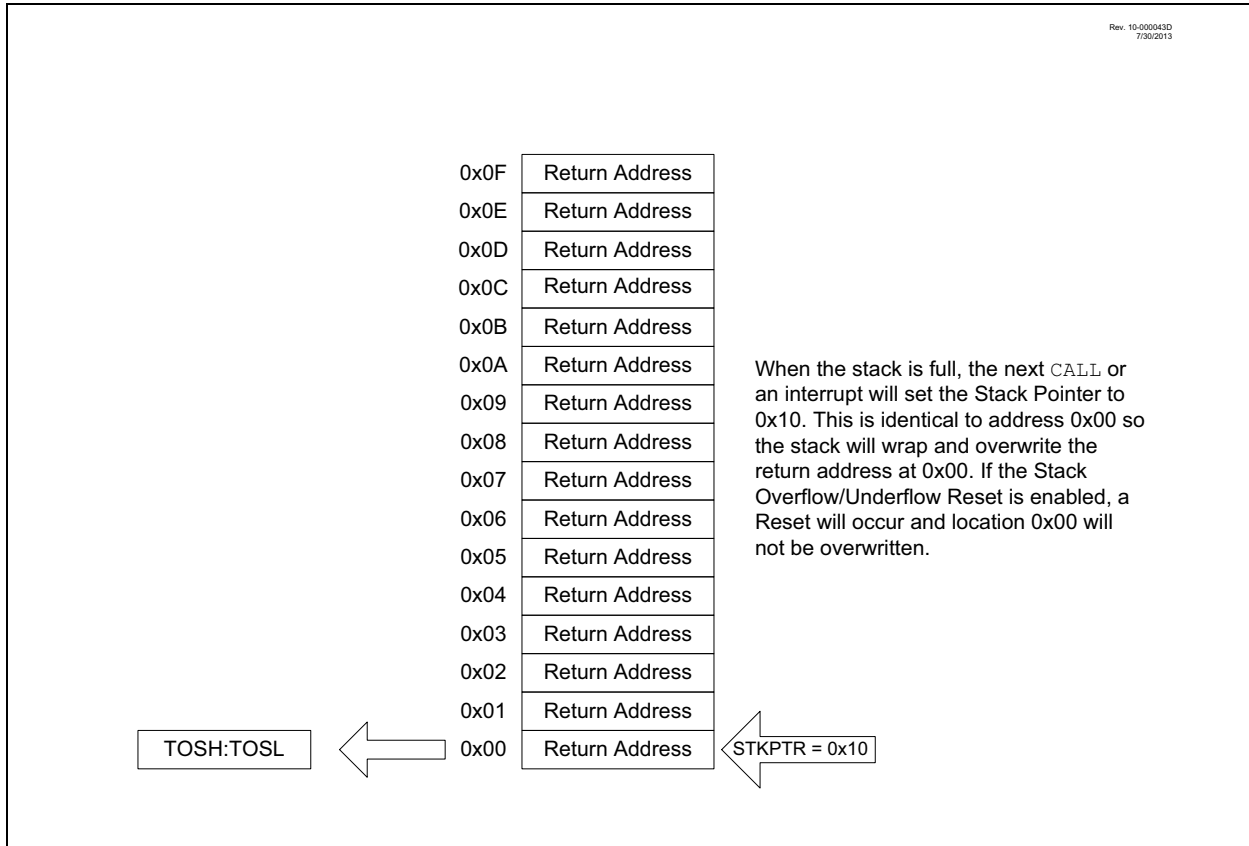 Rev. 10-000043D
7/30/2013
0x0F Return Address
0x0E Return Address
0x0D Return Address
0x0C Return Address
0x0B Return Address
0x0A Return Address
0x09 Return Address
0x08 Return Address
0x07 Return Address
0x06 Return Address
0x05 Return Address
0x04 Return Address
0x03 Return Address
0x02 Return Address
0x01 Return Address
TOSH:TOSL 0x00 Return Address STKPTR = 0x10
When the stack is full, the next CALL or
an interrupt will set the Stack Pointer to
0x10. This is identical to address 0x00 so
the stack will wrap and overwrite the
return address at 0x00. If the Stack
Overflow/Underflow Reset is enabled, a
Reset will occur and location 0x00 will
not be overwritten.